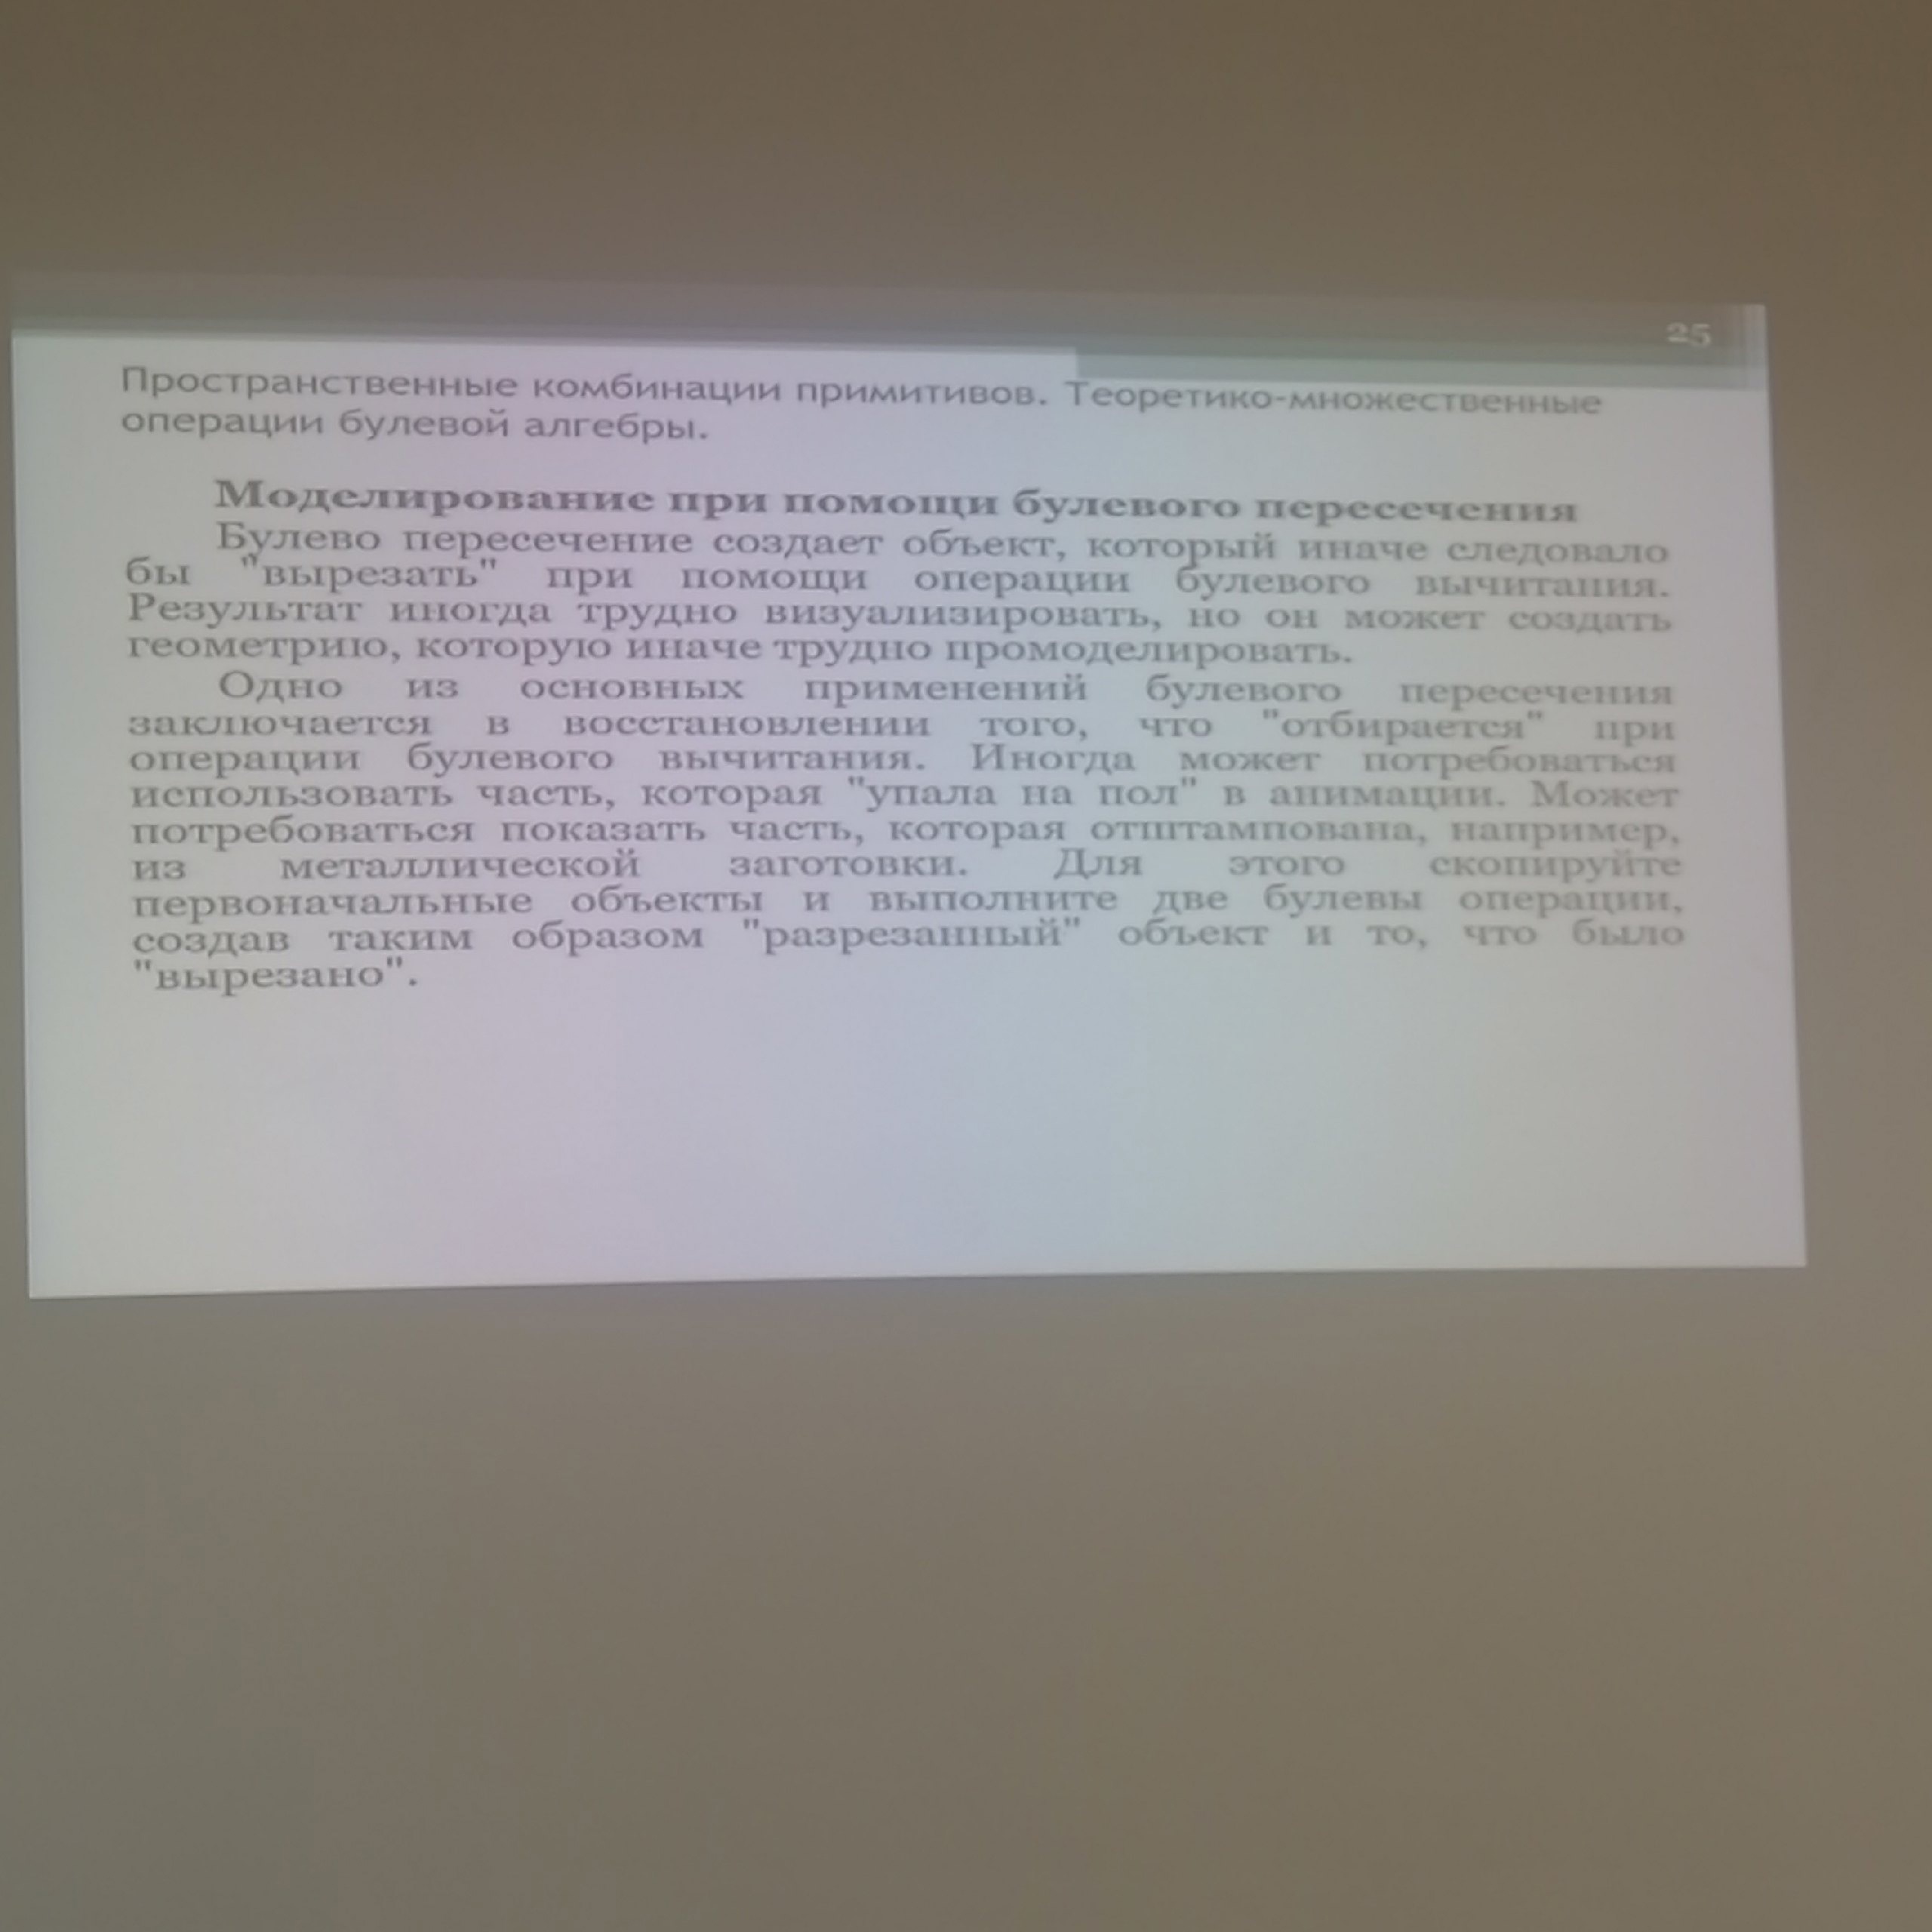 25
Пространственные комбинации примитивов. Теоретико-множественные
операции булевой алгебры.
Моделирование при помощи булевого пересечения
Булево пересечение создает объект, который иначе следовало
бы "вырезать" при помощи операции булевого вычитания.
Результат иногда трудно визуализировать, но он может создать
геометрию, которую иначе трудно промоделировать.
Одно из основных применений булевого пересечения
заключается в восстановлении того, что "отбирается" при
операции булевого вычитания. Иногда может потребоваться
использовать часть, которая "упала на пол" в анимации. Может
потребоваться показать часть, которая отштампована, например,
из металлической заготовки. Для этого скопируйте
первоначальные объекты и выполните две булевы операции,
создав таким образом "разрезанный" объект и то, что было
"вырезано".